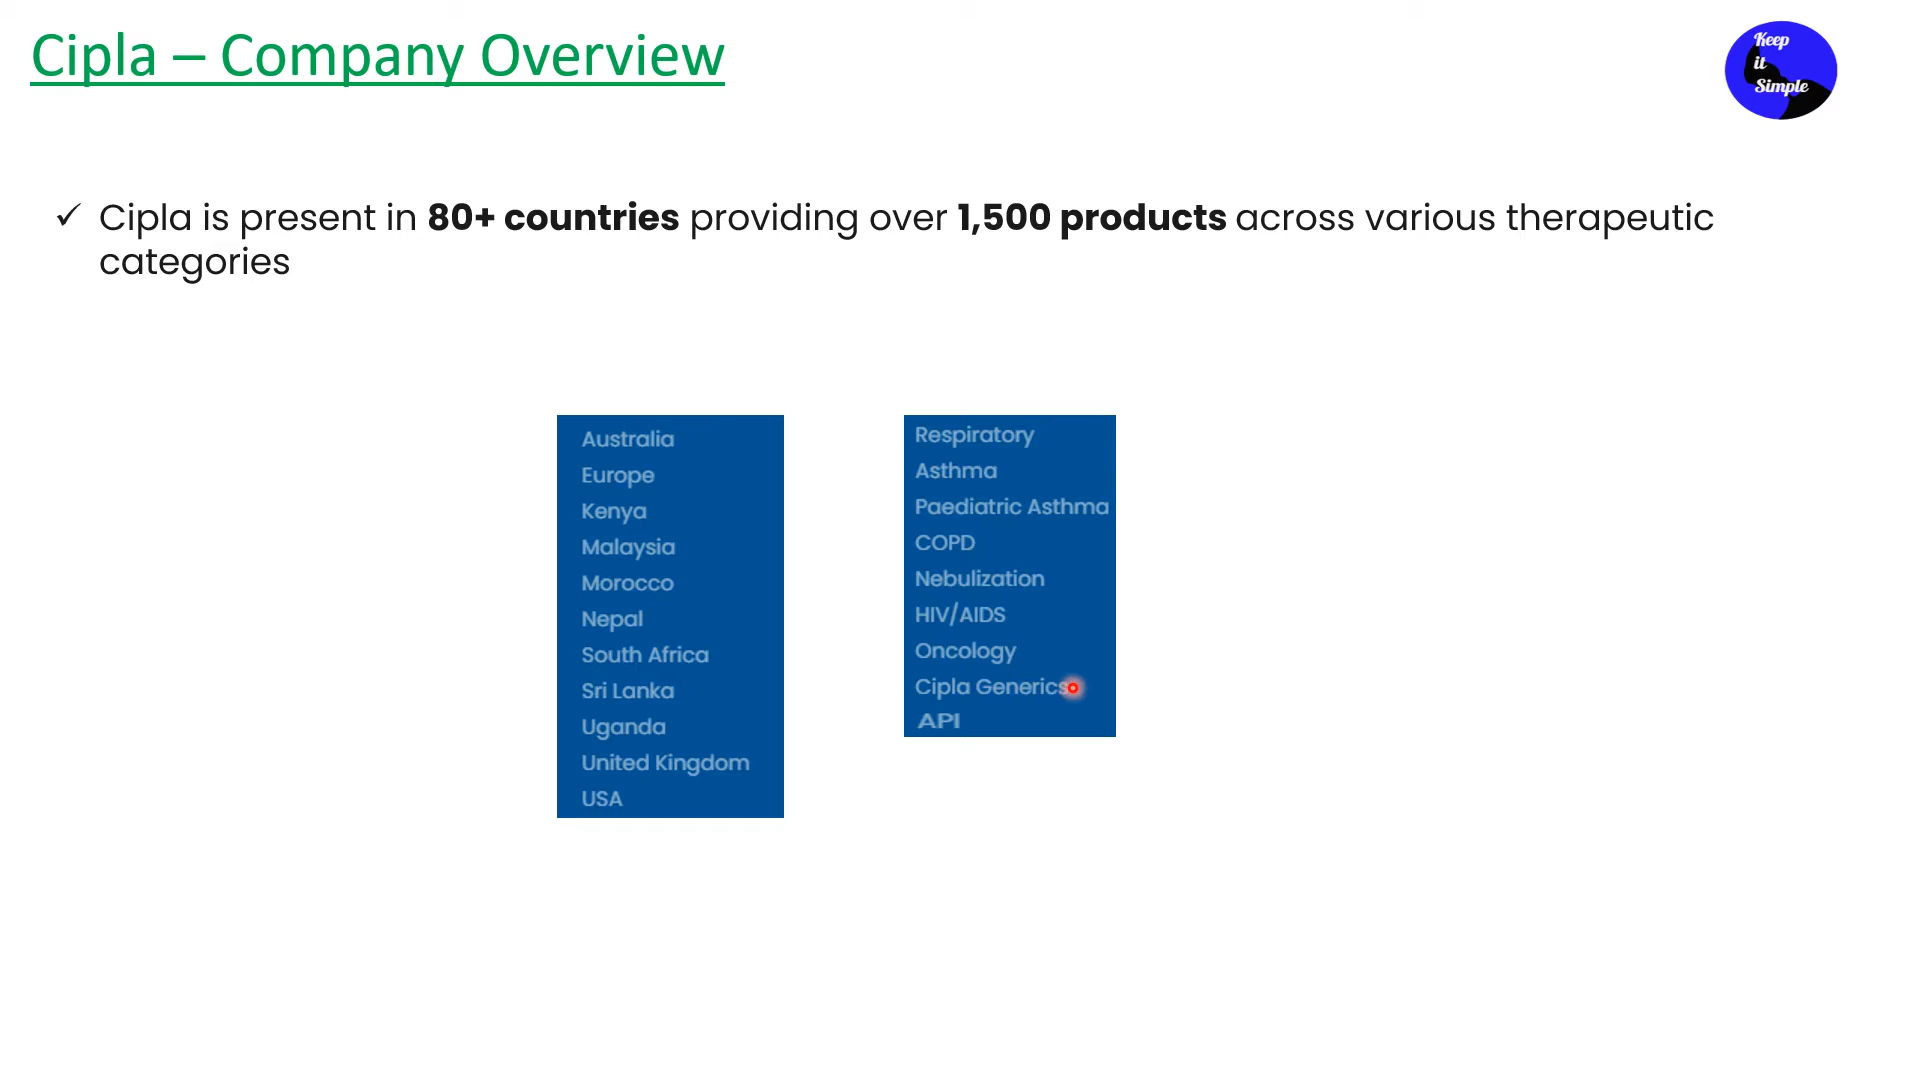 Cipla – Company Overview
Keep
it
Simple
✓ Cipla is present in 80+ countries providing over 1,500 products across various therapeutic
categories
Australia
Europe
Kenya
Malaysia
Morocco
Nepal
South Africa
Sri Lanka
Uganda
United Kingdom
USA
Respiratory
Asthma
Paediatric Asthma
COPD
Nebulization
HIV/AIDS
Oncology
Cipla Generics
API